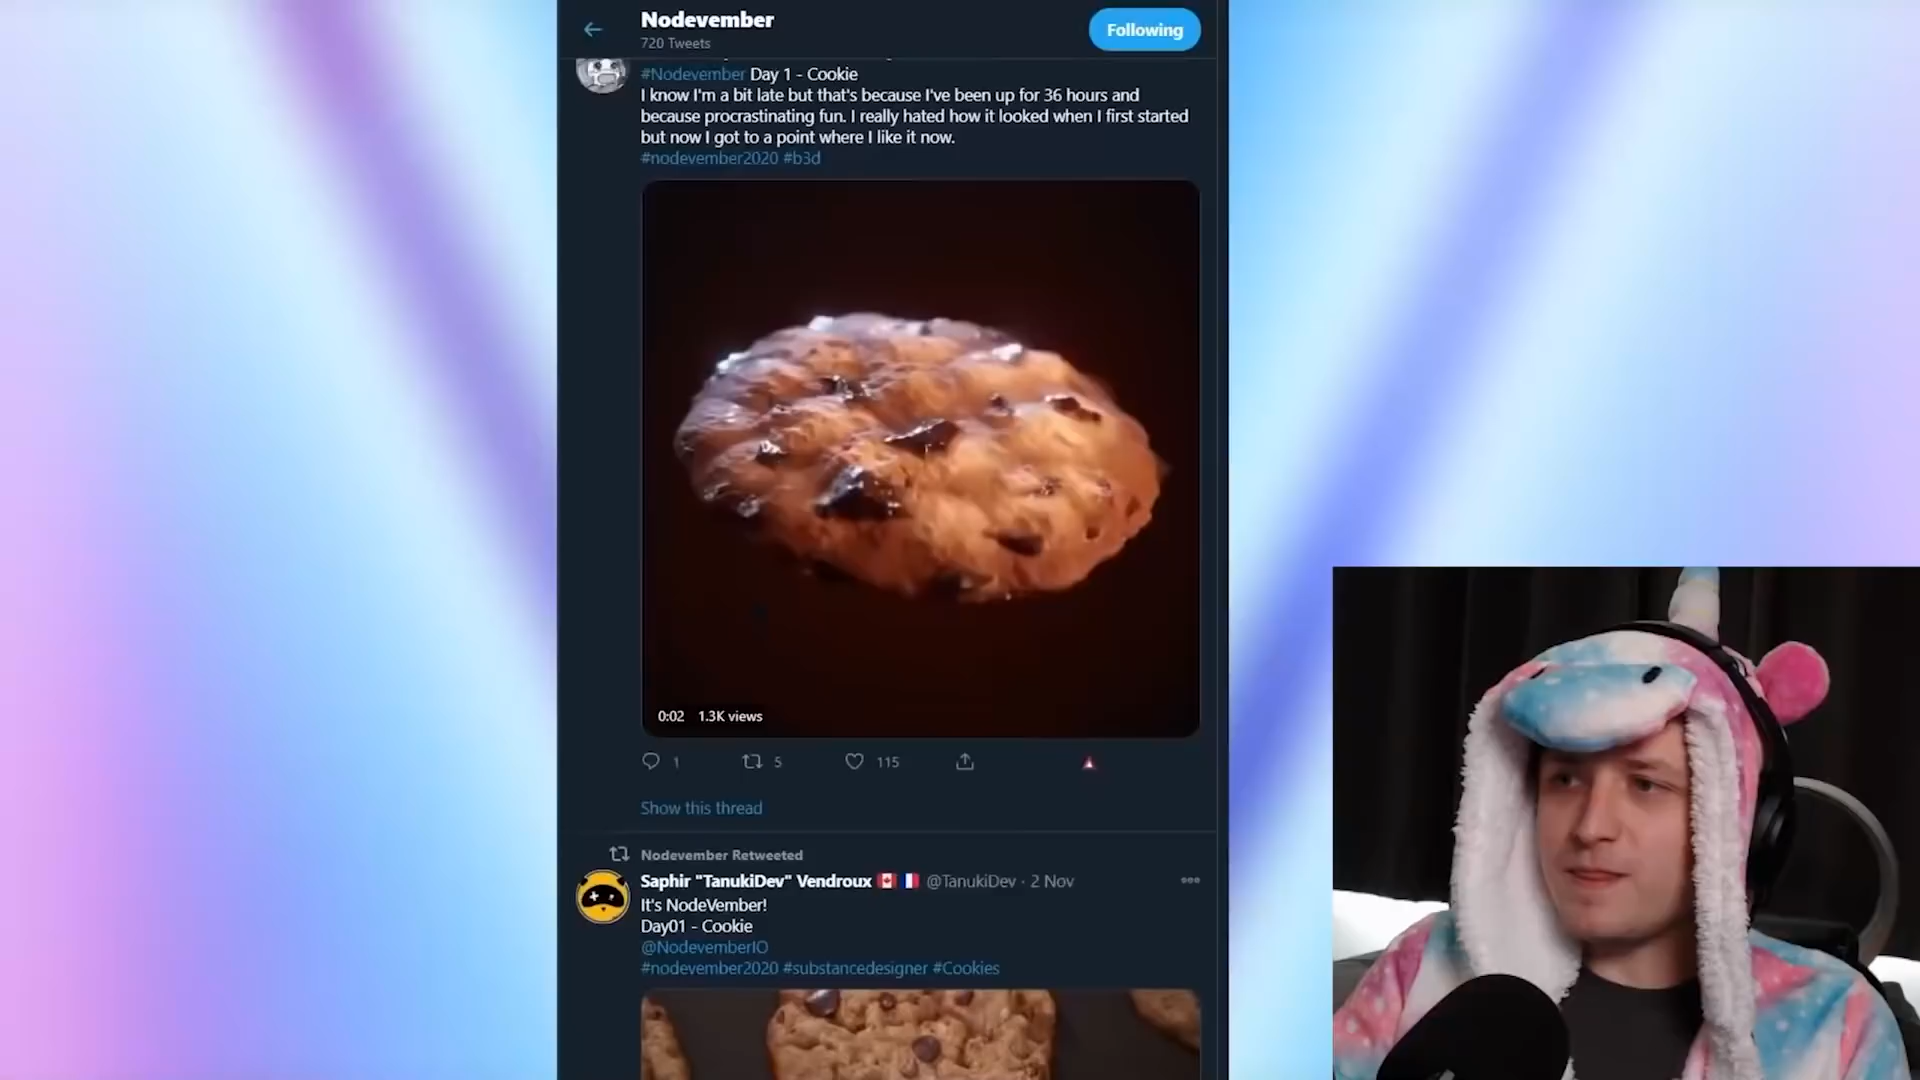 Nodevember
720 Tweets
Following
#Nodevember Day 1 - Cookie
I know I'm a bit late but that's because I've been up for 36 hours and
because procrastinating fun. I really hated how it looked when I first started
but now I got to a point where I like it now.
#nodevember2020 #b3d
0:02 1.3K views
1 5 115
Show this thread
Nodevember Retweeted
Saphir "TanukiDev" Vendroux @TanukiDev · 2 Nov
It's NodeVember!
Day01 - Cookie
@NodevemberIO
#nodevember2020 #substancedesigner #Cookies